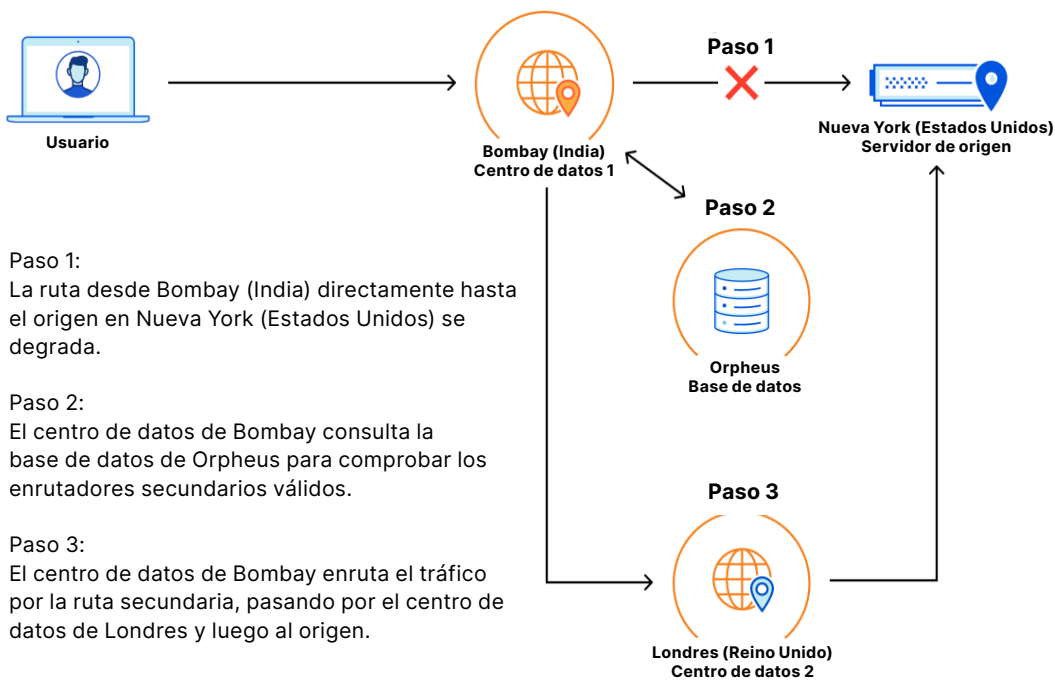 Paso 1
Usuario
Nueva York (Estados Unidos)
Servidor de origen
Bombay (India)
Centro de datos 1
Paso 2
Paso 1:
La ruta desde Bombay (India) directamente hasta
el origen en Nueva York (Estados Unidos) se
degrada.
Orpheus
Base de datos
Paso 2:
El centro de datos de Bombay consulta la
base de datos de Orpheus para comprobar los
enrutadores secundarios válidos.
Paso 3
Paso 3:
El centro de datos de Bombay enruta el tráfico
por la ruta secundaria, pasando por el centro de
datos de Londres y luego al origen.
Londres (Reino Unido)
Centro de datos 2